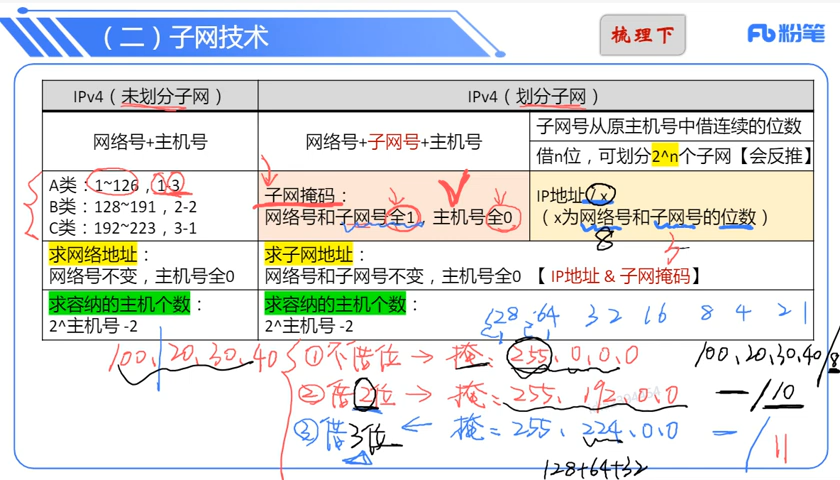 （二）子网技术
梳理下
粉笔
IPv4（未划分子网）
IPv4（划分子网）
网络号+主机号
网络号+子网号+主机号
子网号从原主机号中借连续的位数
借n位，可划分2^n个子网【会反推】
A类：1~126，1-3
B类：128~191，2-2
C类：192~223，3-1
子网掩码：
网络号和子网号全1，主机号全0
IP地址/ x
（x为网络号和子网号的位数）
8
3
求网络地址：
网络号不变，主机号全0
求子网地址：
网络号和子网号不变，主机号全0 【 IP地址 & 子网掩码】
求容纳的主机个数：
2^主机号 -2
求容纳的主机个数：
2^主机号 -2
128 64 32 16 8 4 2 1
100、20、30、40
①不借位 → 掩：255、0、0、0
100、20、30、40/8
②借2位 → 掩=255、192、0、0
—/10
③借3位 ← 掩=255、224、0、0
—/11
128+64+32